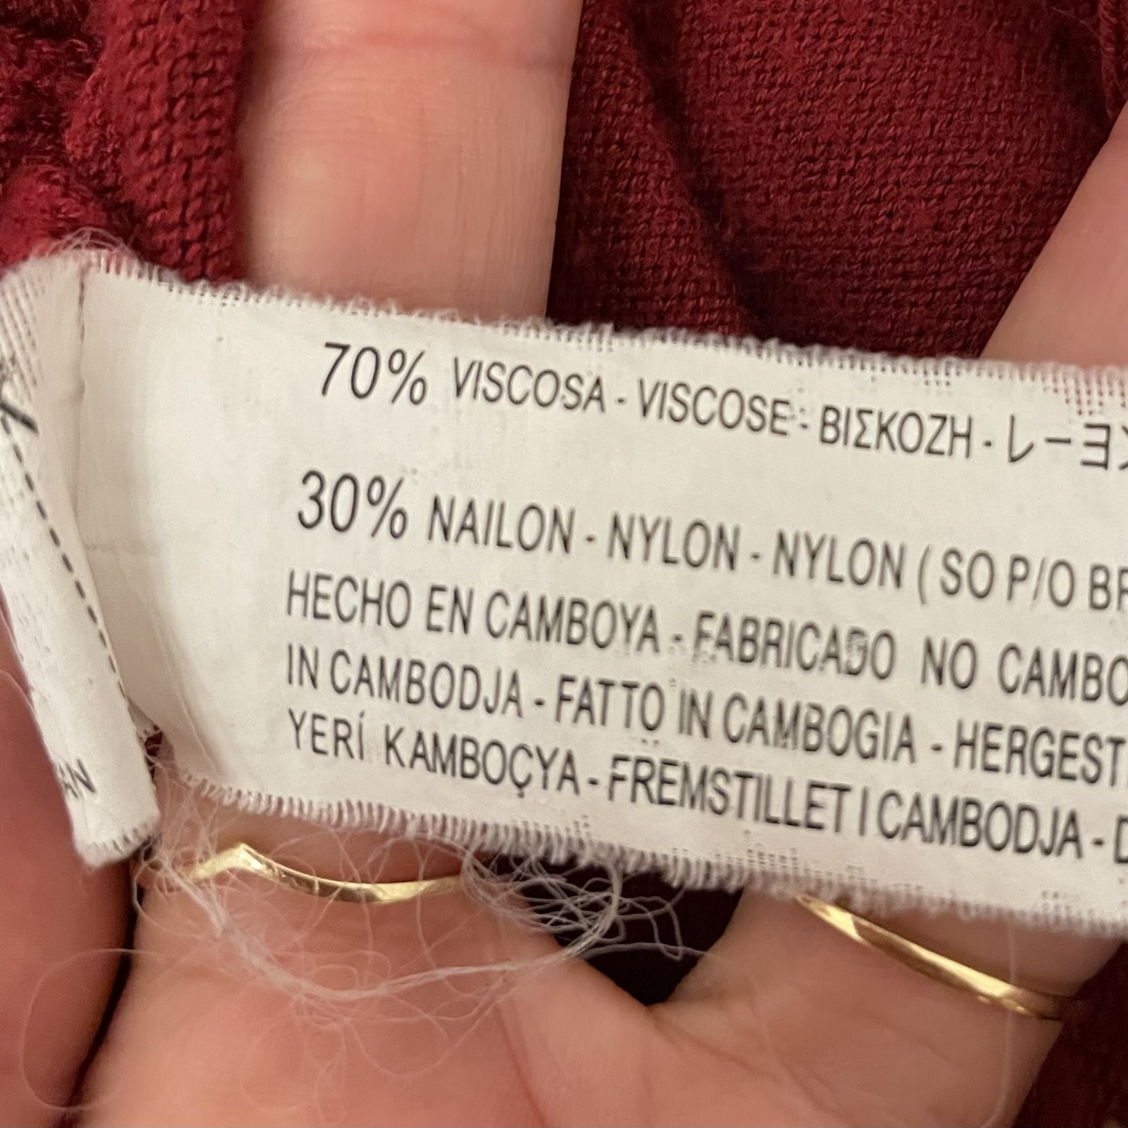 70% VISCOSA - VISCOSE - ΒΙΣΚΟΖΗ - レーヨ
30% NAILON - NYLON - NYLON ( SO P/O
HECHO EN CAMBOYA - FABRICADO NO
IN CAMBODJA - FATTO IN CAMBOGIA -
YERİ KAMBOÇYA - FREMSTILLET I CAMBODJA -